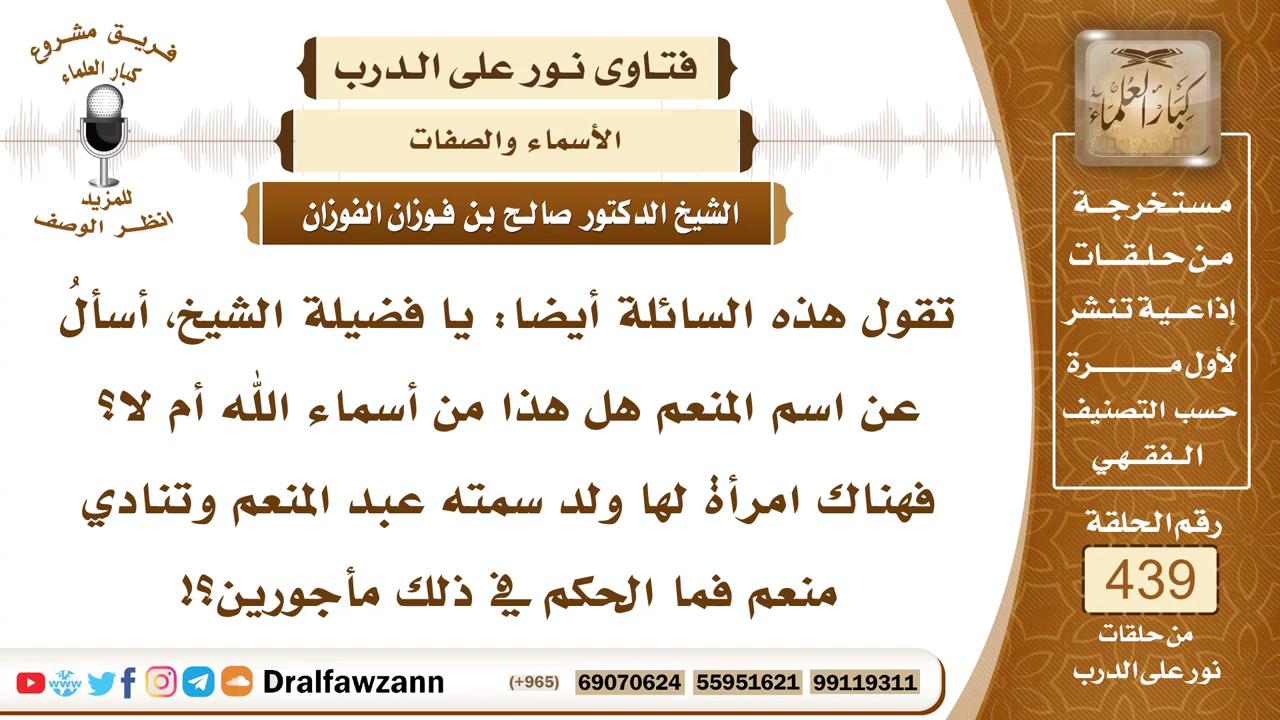 فريق مشروع
كبار العلماء
للمزيد
انظر الوصف
فتاوى نور على الدرب
الأسماء والصفات
الشيخ الدكتور صالح بن فوزان الفوزان
تقول هذه السائلة أيضا: يا فضيلة الشيخ، أسألُ
عن اسم المنعم هل هذا من أسماء الله أم لا؟
فهناك امرأةٌ لها ولد سمته عبد المنعم وتنادي
منعم فما الحكم في ذلك مأجورين؟!
كبار العلماء
مستخرجة
من حلقات
إذاعية تنشر
لأول مرة
حسب التصنيف
الفقهي
رقم الحلقة
439
من حلقات
نور على الدرب
www
Dralfawzann (+965) 69070624 55951621 99119311